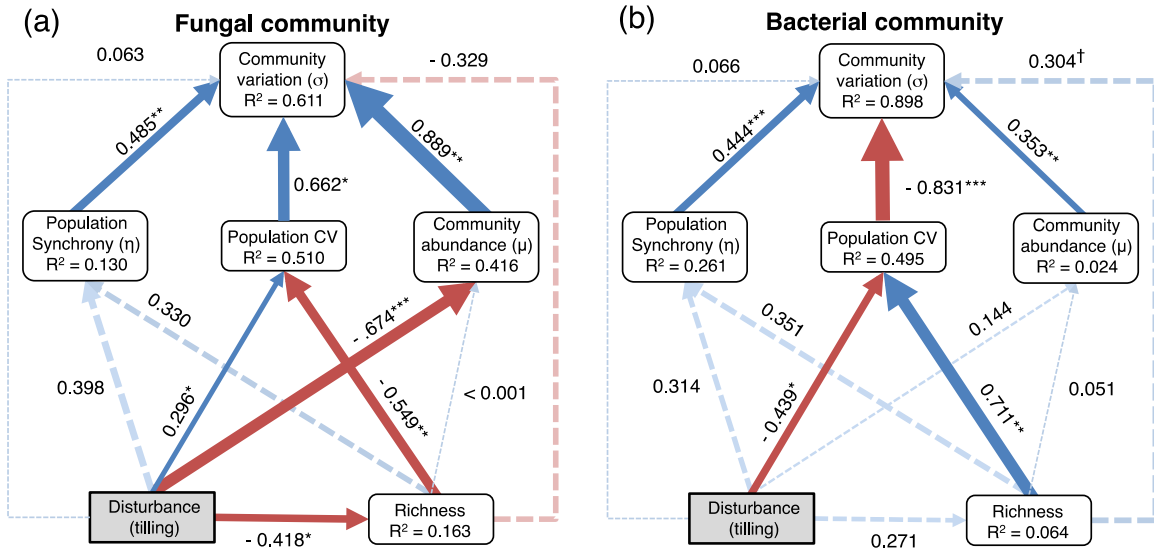 (a)
Fungal community
0.063
Community
variation (σ)
R² = 0.611
- 0.329
0.485**
0.662*
0.889**
Population
Synchrony (η)
R² = 0.130
Population CV
R² = 0.510
Community
abundance (μ)
R² = 0.416
0.398
0.330
- .674***
0.296*
- 0.549**
< 0.001
Disturbance
(tilling)
- 0.418*
Richness
R² = 0.163
(b)
Bacterial community
0.066
Community
variation (σ)
R² = 0.898
0.304†
0.444***
- 0.831***
0.353**
Population
Synchrony (η)
R² = 0.261
Population CV
R² = 0.495
Community
abundance (μ)
R² = 0.024
0.314
0.351
0.144
- 0.439*
0.711**
0.051
Disturbance
(tilling)
0.271
Richness
R² = 0.064